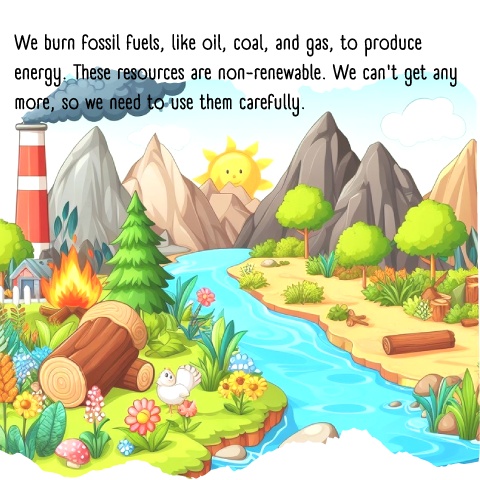 We burn fossil fuels, like oil, coal, and gas, to produce
energy. These resources are non-renewable. We can't get any
more, so we need to use them carefully.